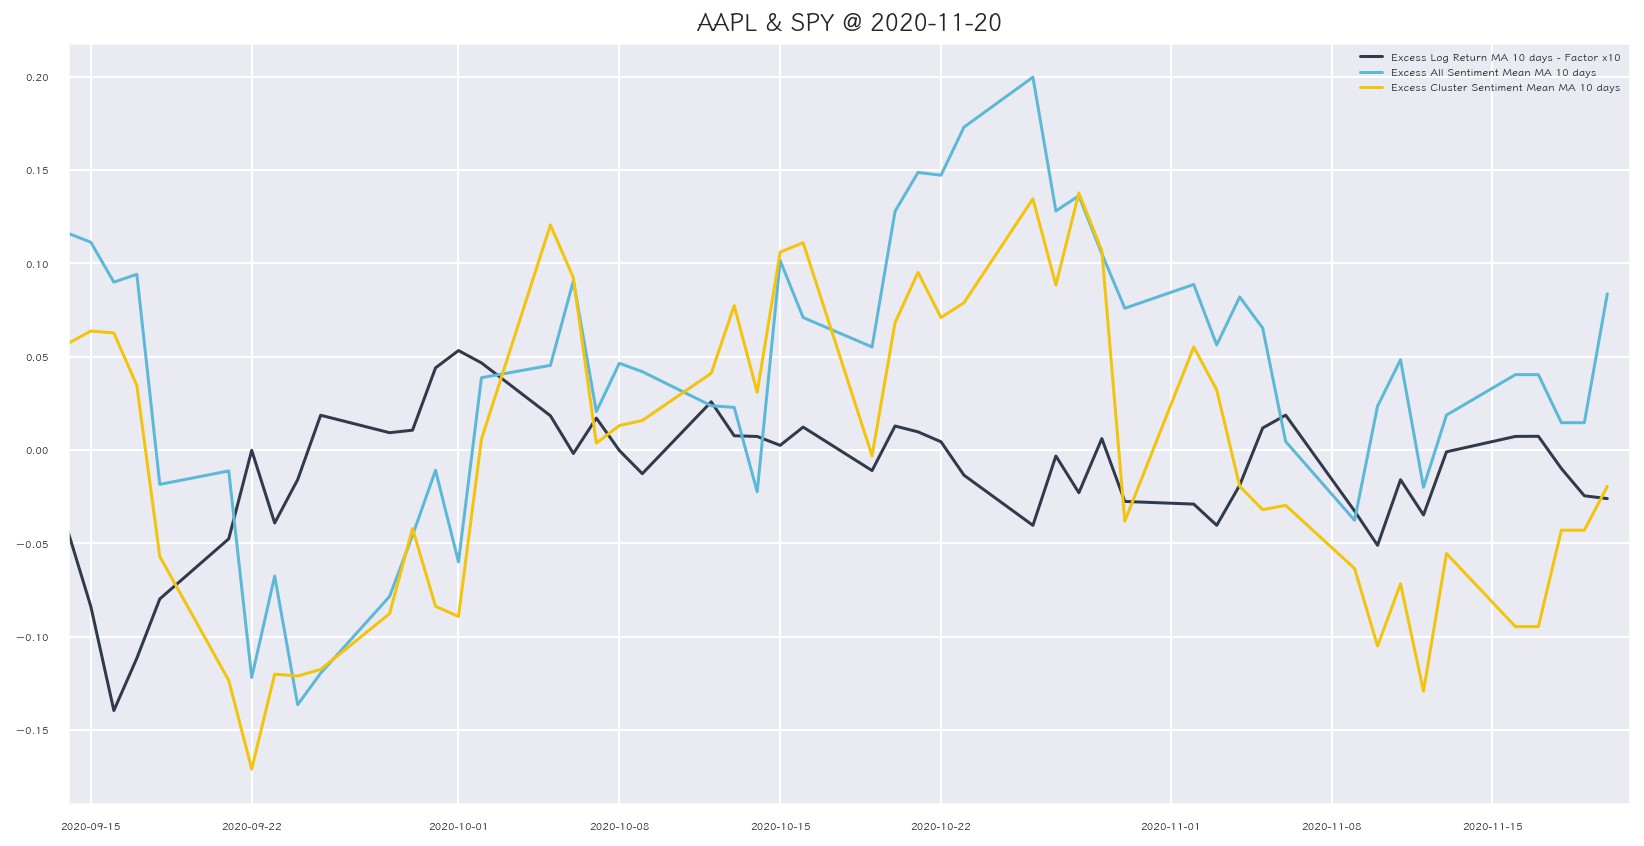 AAPL & SPY @ 2020-11-20
Excess Log Return MA 10 days - Factor x10
Excess All Sentiment Mean MA 10 days
Excess Cluster Sentiment Mean MA 10 days
0.20
0.15
0.10
0.05
0.00
−0.05
−0.10
−0.15
2020-09-15 2020-09-22 2020-10-01 2020-10-08 2020-10-15 2020-10-22 2020-11-01 2020-11-08 2020-11-15